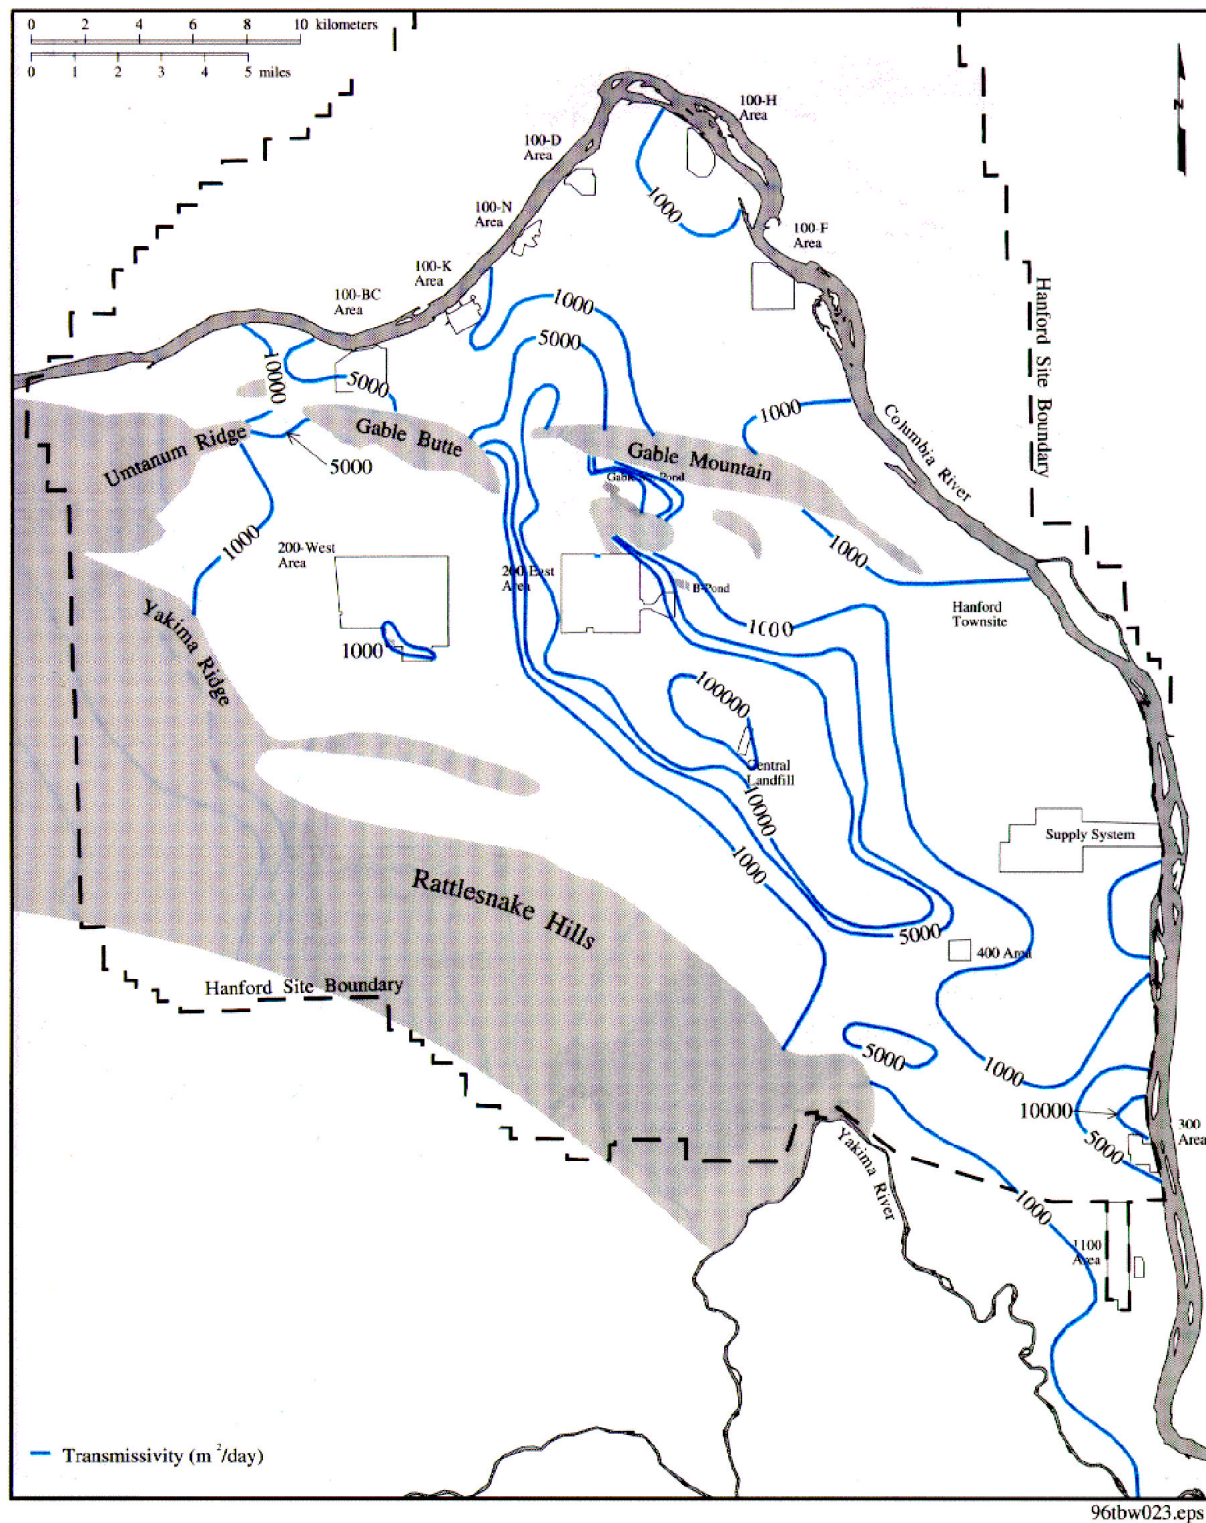 0 2 4 6 8 10 kilometers
0 1 2 3 4 5 miles
N
100-H
Area
100-D
Area
100-N
Area
1000
100-F
Area
100-K
Area
100-BC
Area
1000
5000
10000
5000
1000
Hanford Site Boundary
Columbia River
Umtanum Ridge
Gable Butte
Gable Mountain
5000
Pond
1000
1000
200-West
Area
200-East
Area
B-Pond
Hanford
Townsite
1000
1000
Yakima Ridge
100000
Central
Landfill
10000
1000
Supply System
Rattlesnake Hills
5000
400 Area
Hanford Site Boundary
5000
1000
10000
300
Area
5000
Yakima River
1000
1100
Area
Transmissivity (m2/day)
96tbw023.eps